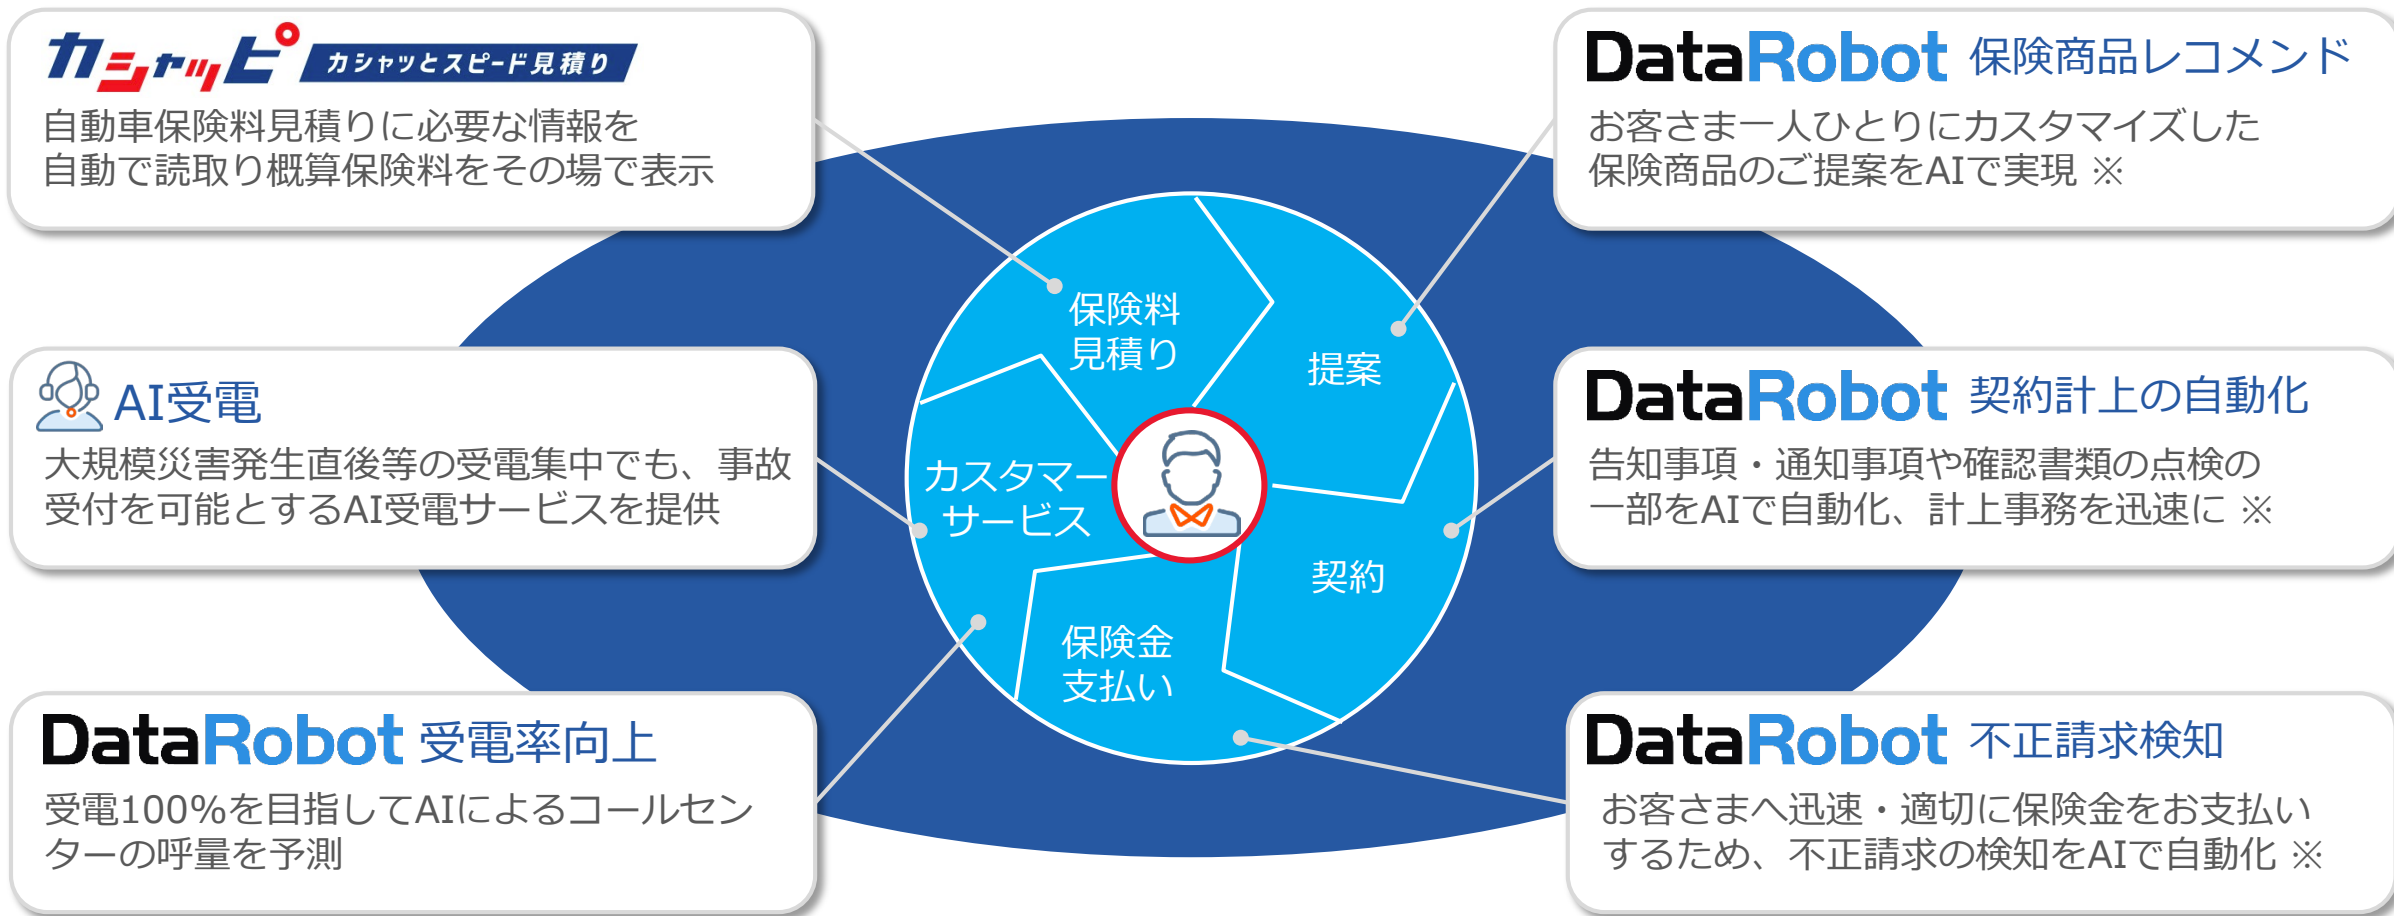 カシャッピ カシャッとスピード見積り
自動車保険料見積りに必要な情報を
自動で読取り概算保険料をその場で表示
DataRobot 保険商品レコメンド
お客さま一人ひとりにカスタマイズした
保険商品のご提案をAIで実現 ※
保険料
見積り
提案
カスタマー
サービス
契約
保険金
支払い
AI受電
大規模災害発生直後等の受電集中でも、事故
受付を可能とするAI受電サービスを提供
DataRobot 契約計上の自動化
告知事項・通知事項や確認書類の点検の
一部をAIで自動化、計上事務を迅速に ※
DataRobot 受電率向上
受電100%を目指してAIによるコールセン
ターの呼量を予測
DataRobot 不正請求検知
お客さまへ迅速・適切に保険金をお支払い
するため、不正請求の検知をAIで自動化 ※